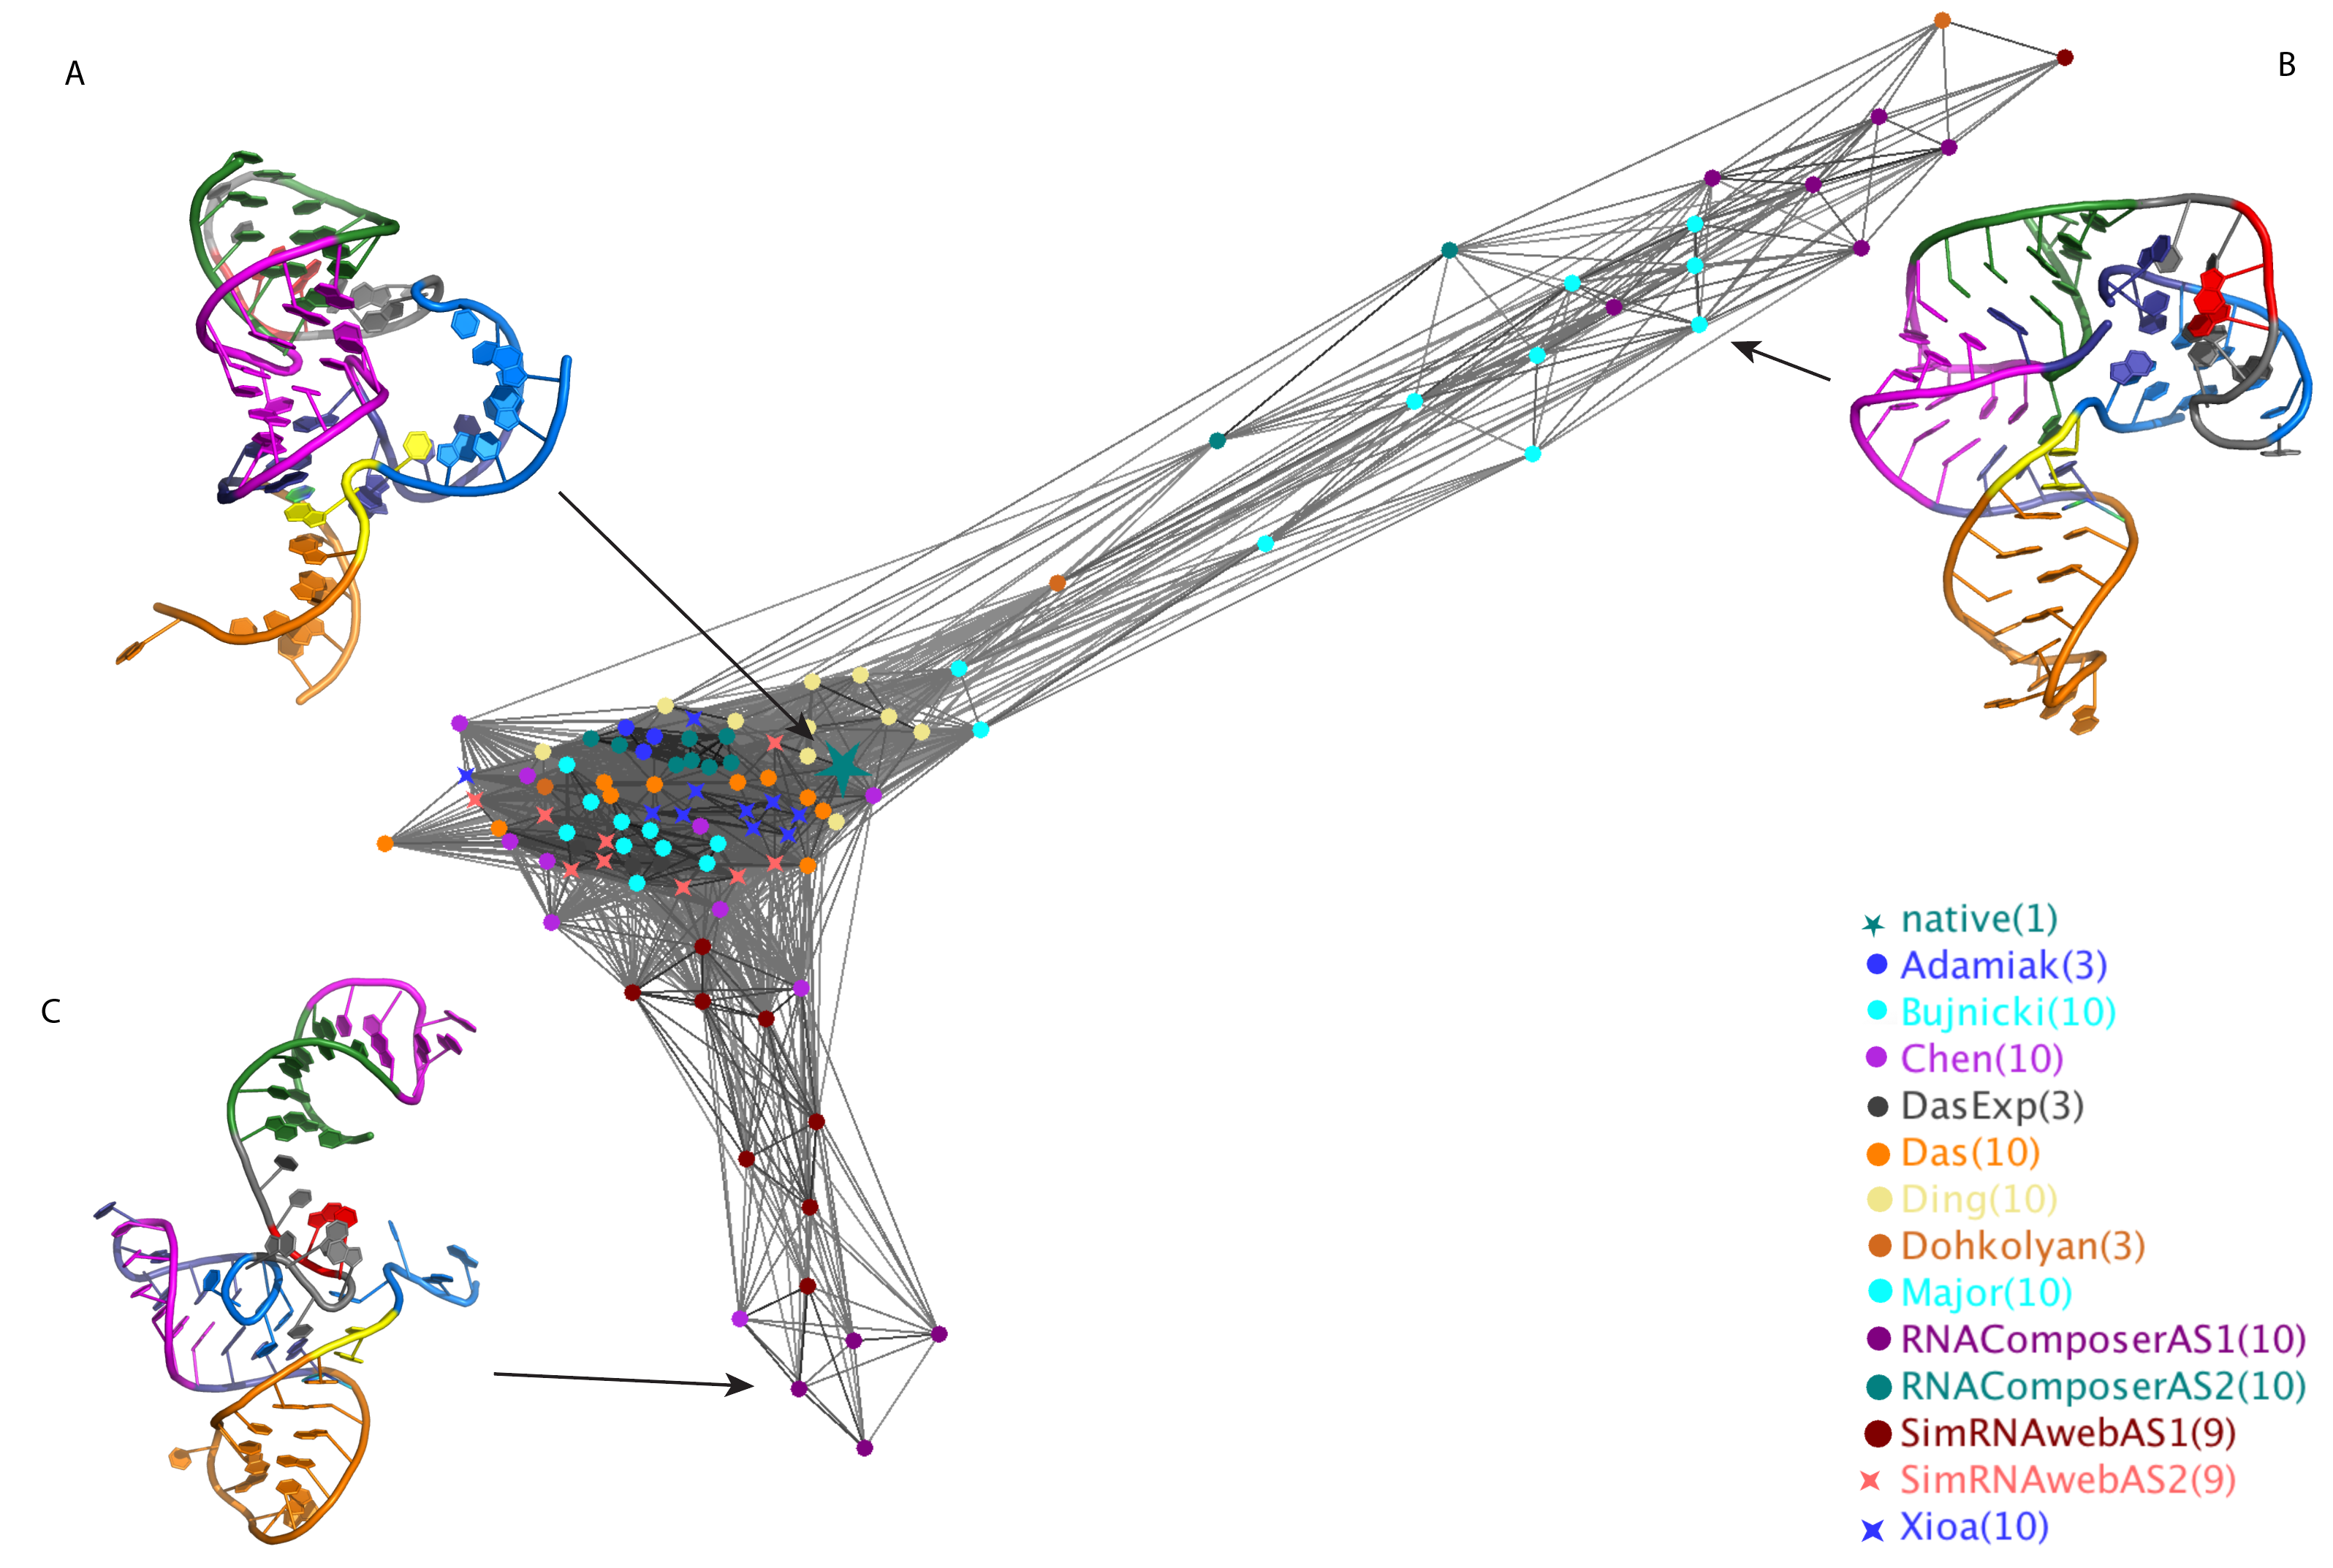 A
B
C
native(1)
Adamiak(3)
Bujnicki(10)
Chen(10)
DasExp(3)
Das(10)
Ding(10)
Dohkolyan(3)
Major(10)
RNAComposerAS1(10)
RNAComposerAS2(10)
SimRNAwebAS1(9)
SimRNAwebAS2(9)
Xioa(10)